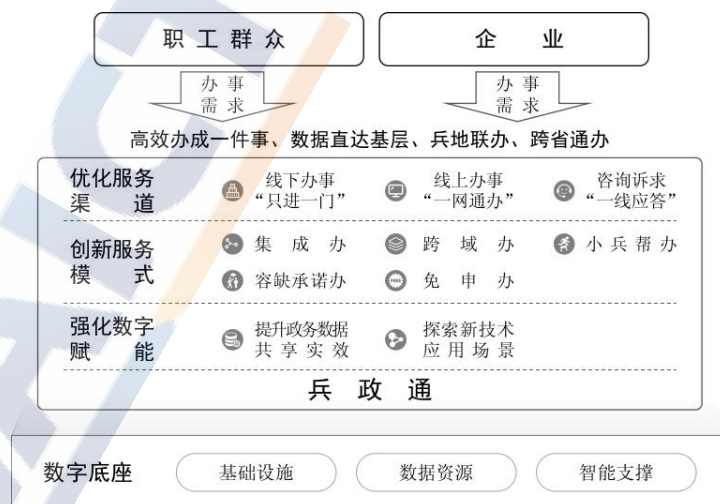 职工群众
企业
办事
需求
办事
需求
高效办成一件事、数据直达基层、兵地联办、跨省通办
优化服务
渠道
线下办事
“只进一门”
线上办事
“一网通办”
咨询诉求
“一线应答”
创新服务
模式
集成办
跨域办
小兵帮办
容缺承诺办
免申办
强化数字
赋能
提升政务数据
共享实效
探索新技术
应用场景
兵政通
数字底座
基础设施
数据资源
智能支撑